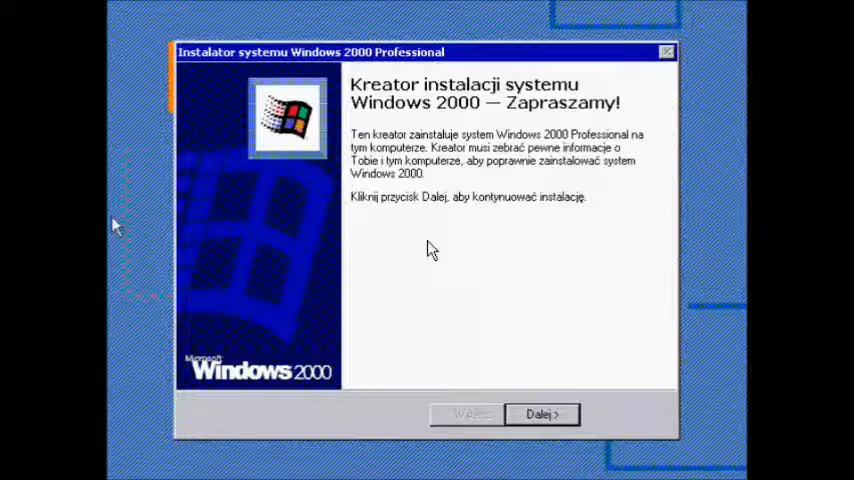 Instalator systemu Windows 2000 Professional
Kreator instalacji systemu
Windows 2000 — Zapraszamy!
Ten kreator zainstaluje system Windows 2000 Professional na
tym komputerze. Kreator musi zebrać pewne informacje o
Tobie i tym komputerze, aby poprawnie zainstalować system
Windows 2000.
Kliknij przycisk Dalej, aby kontynuować instalację.
Microsoft
Windows 2000
Dalej >